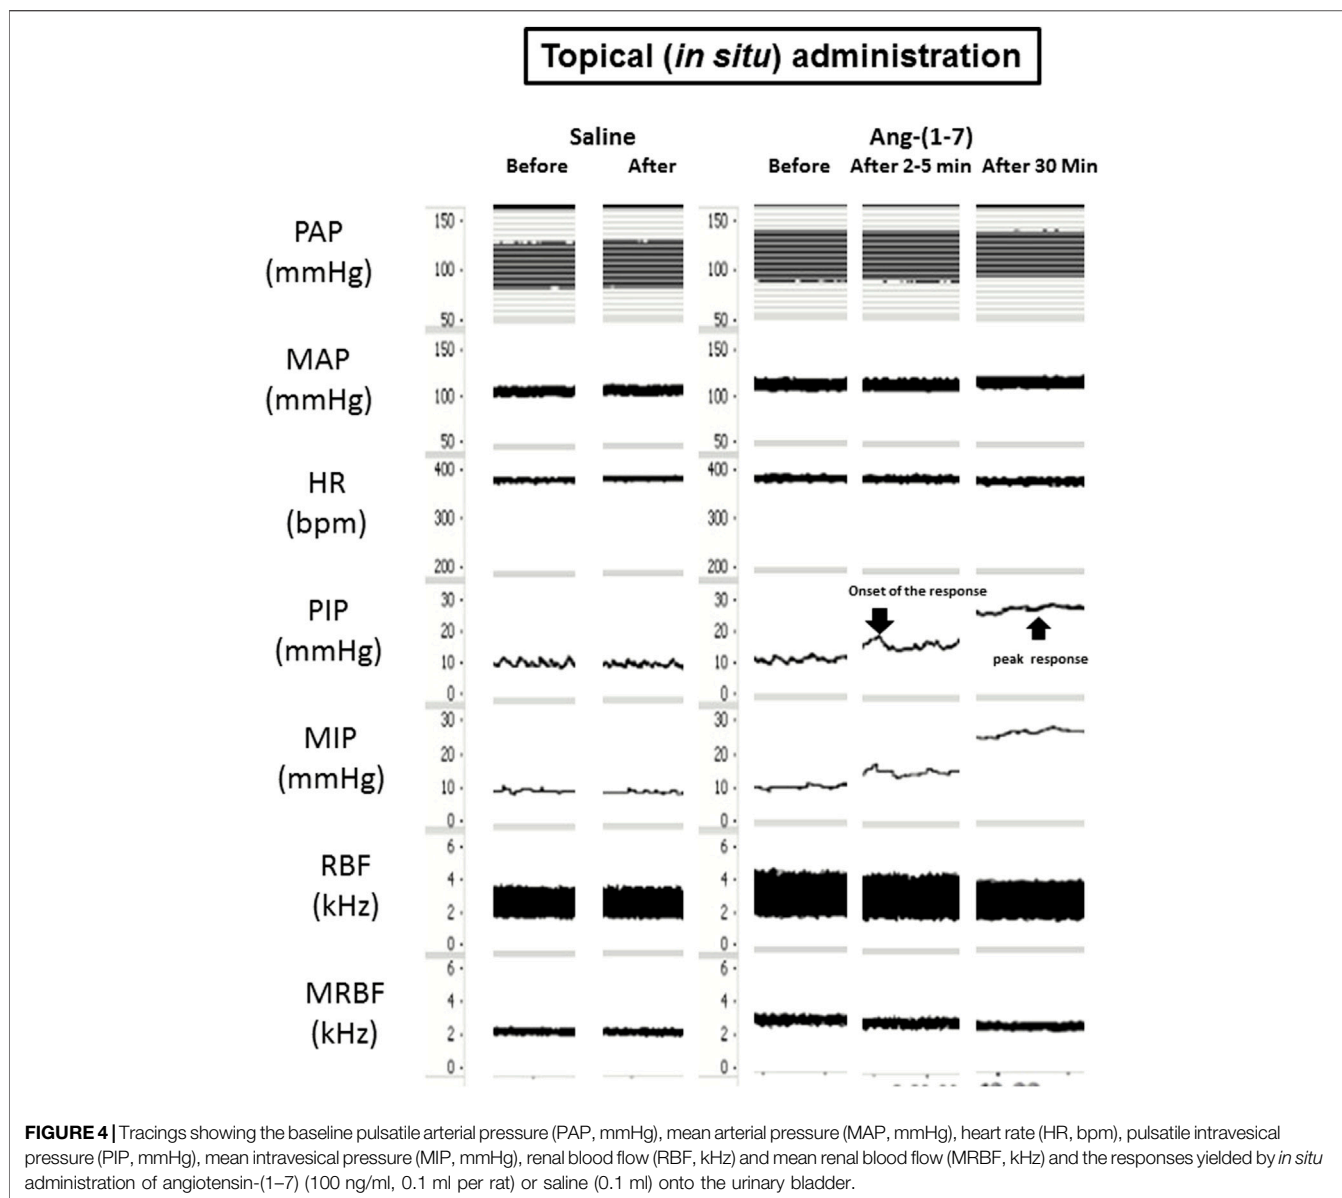 Topical (in situ) administration
Saline
Ang-(1-7)
Before
After
Before
After 2-5 min
After 30 Min
PAP
(mmHg)
150
100
50
150
100
50
MAP
(mmHg)
150
100
50
150
100
50
HR
(bpm)
400
300
200
400
300
200
PIP
(mmHg)
30
20
10
0
30
20
10
0
Onset of the response
peak response
MIP
(mmHg)
30
20
10
0
30
20
10
0
RBF
(kHz)
6
4
2
0
6
4
2
0
MRBF
(kHz)
6
4
2
0
6
4
2
0
FIGURE 4 | Tracings showing the baseline pulsatile arterial pressure (PAP, mmHg), mean arterial pressure (MAP, mmHg), heart rate (HR, bpm), pulsatile intravesical
pressure (PIP, mmHg), mean intravesical pressure (MIP, mmHg), renal blood flow (RBF, kHz) and mean renal blood flow (MRBF, kHz) and the responses yielded by in situ
administration of angiotensin-(1–7) (100 ng/ml, 0.1 ml per rat) or saline (0.1 ml) onto the urinary bladder.